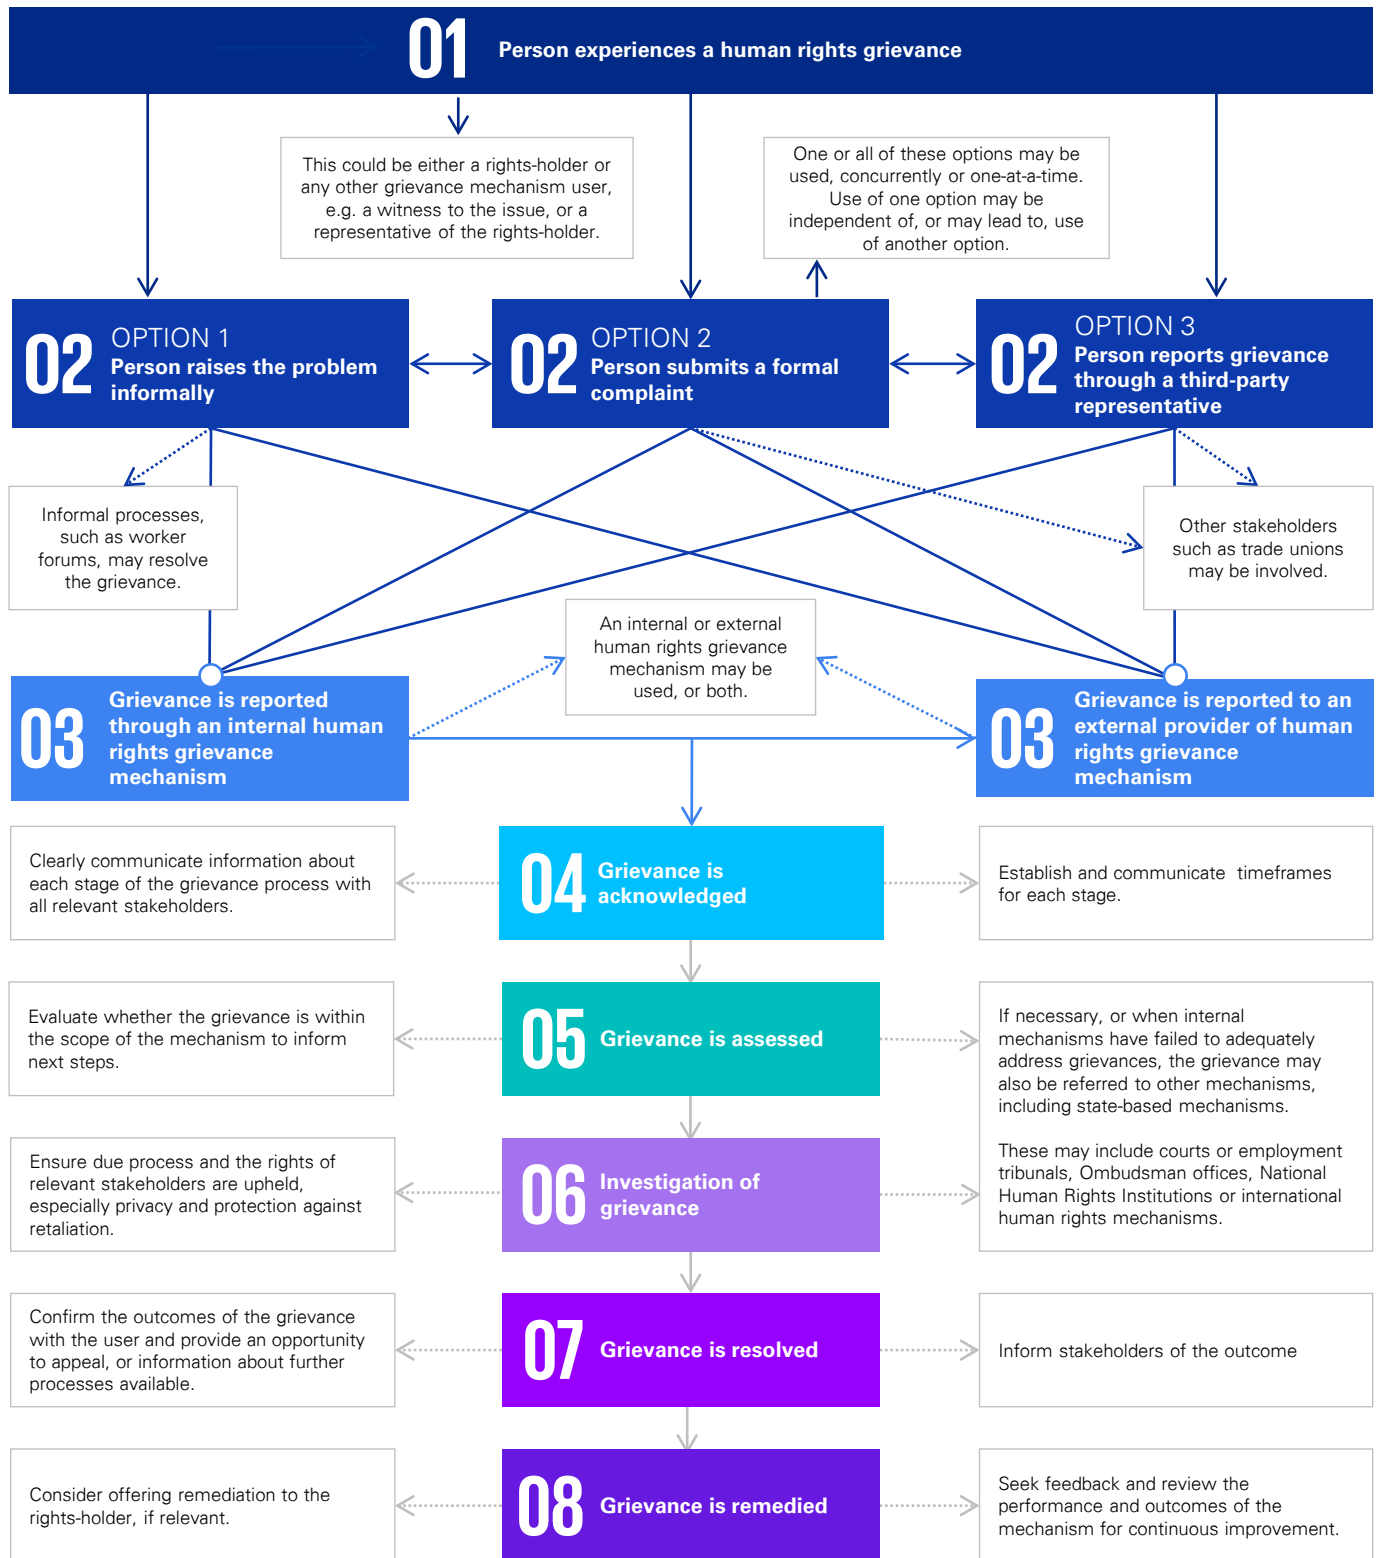 01 Person experiences a human rights grievance
This could be either a rights-holder or
any other grievance mechanism user,
e.g. a witness to the issue, or a
representative of the rights-holder.
One or all of these options may be
used, concurrently or one-at-a-time.
Use of one option may be
independent of, or may lead to, use
of another option.
02 OPTION 1
Person raises the problem
informally
02 OPTION 2
Person submits a formal
complaint
02 OPTION 3
Person reports grievance
through a third-party
representative
Informal processes,
such as worker
forums, may resolve
the grievance.
Other stakeholders
such as trade unions
may be involved.
An internal or external
human rights grievance
mechanism may be
used, or both.
03 Grievance is reported
through an internal human
rights grievance
mechanism
03 Grievance is reported to an
external provider of human
rights grievance
mechanism
Clearly communicate information about
each stage of the grievance process with
all relevant stakeholders.
04 Grievance is
acknowledged
Establish and communicate timeframes
for each stage.
Evaluate whether the grievance is within
the scope of the mechanism to inform
next steps.
05 Grievance is assessed
If necessary, or when internal
mechanisms have failed to adequately
address grievances, the grievance may
also be referred to other mechanisms,
including state-based mechanisms.
These may include courts or employment
tribunals, Ombudsman offices, National
Human Rights Institutions or international
human rights mechanisms.
Ensure due process and the rights of
relevant stakeholders are upheld,
especially privacy and protection against
retaliation.
06 Investigation of
grievance
Confirm the outcomes of the grievance
with the user and provide an opportunity
to appeal, or information about further
processes available.
07 Grievance is resolved
Inform stakeholders of the outcome
Consider offering remediation to the
rights-holder, if relevant.
08 Grievance is remedied
Seek feedback and review the
performance and outcomes of the
mechanism for continuous improvement.